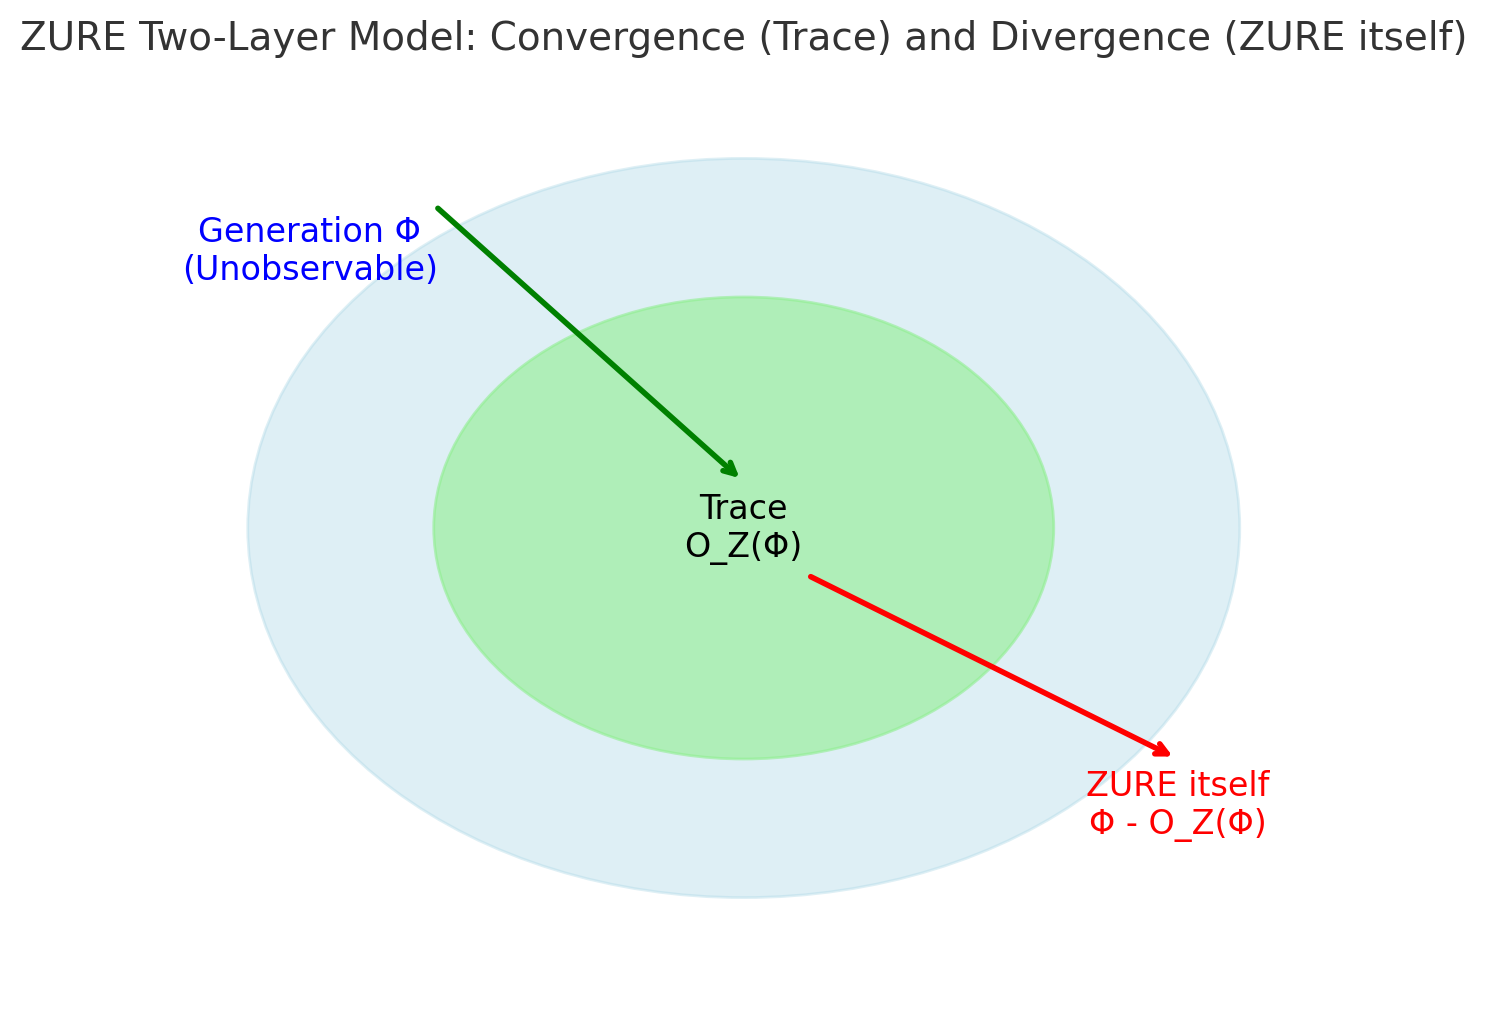 ZURE Two-Layer Model: Convergence (Trace) and Divergence (ZURE itself)
Generation Φ
(Unobservable)
Trace
O_Z(Φ)
ZURE itself
Φ - O_Z(Φ)